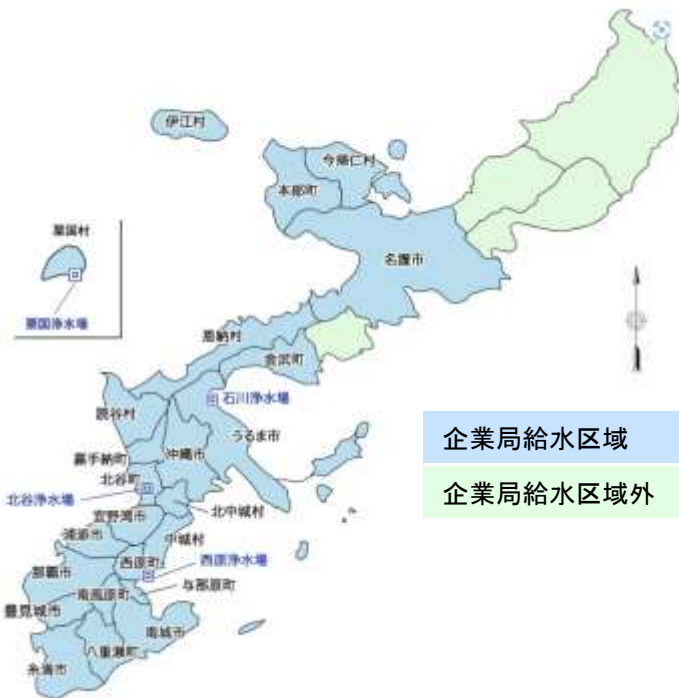 伊江村
今帰仁村
本部町
粟国村
名護市
粟国浄水場
恩納村
金武町
石川浄水場
読谷村
うるま市
沖縄市
嘉手納町
北谷町
北谷浄水場
北中城村
宜野湾市
中城村
浦添市
西原町
西原浄水場
那覇市
与那原町
南風原町
豊見城市
南城市
八重瀬町
糸満市
企業局給水区域
企業局給水区域外